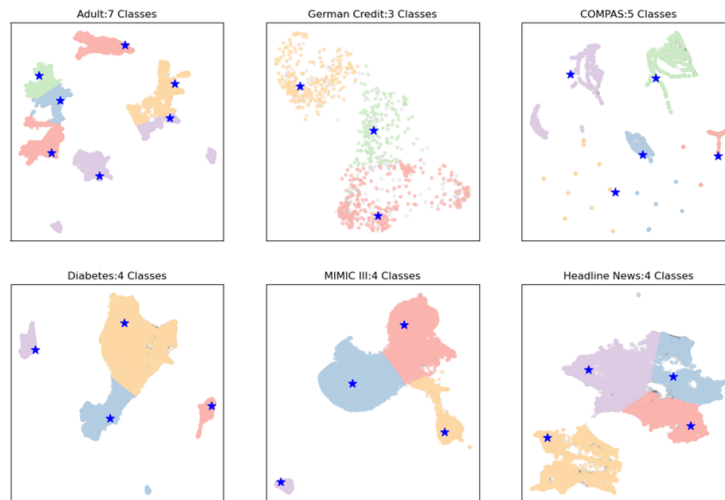 Adult:7 Classes
German Credit:3 Classes
COMPAS:5 Classes
Diabetes:4 Classes
MIMIC III:4 Classes
Headline News:4 Classes